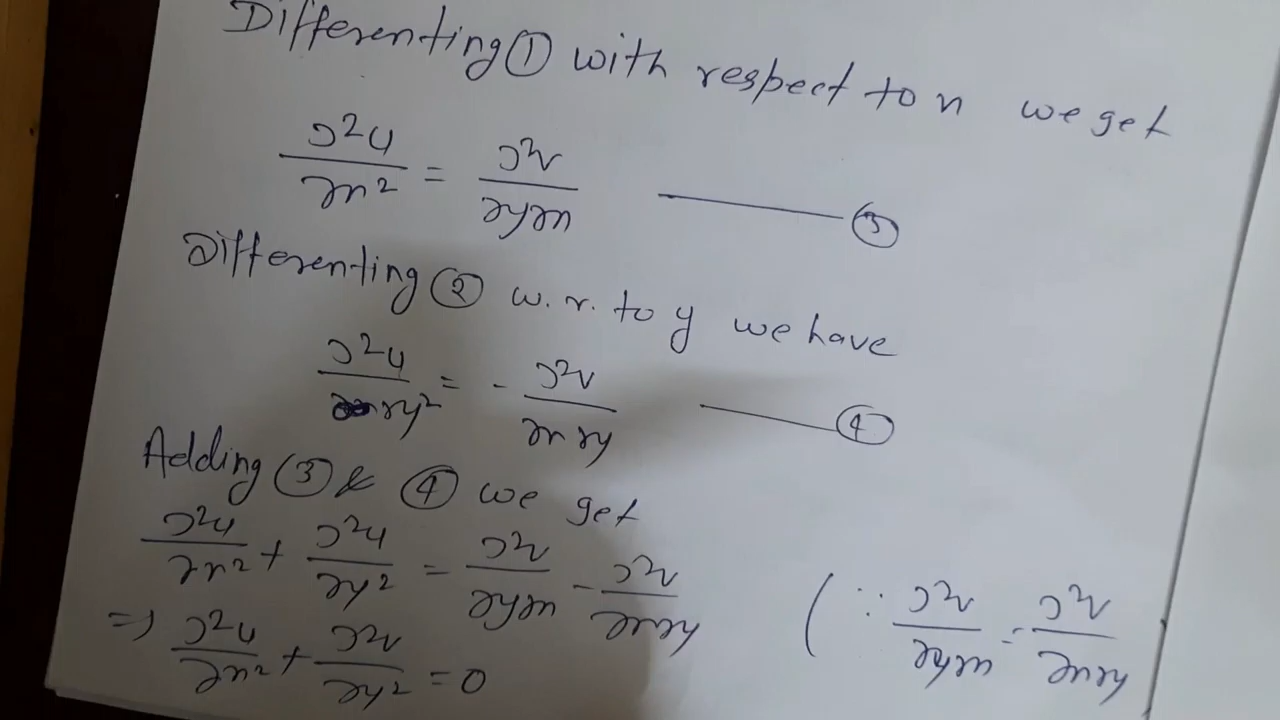 Differenting ① with respect to x we get
∂²u/∂x² = ∂²v/∂y∂x ——— ③
Differenting ② w.r. to y we have
∂²u/∂y² = - ∂²v/∂x∂y ——— ④
Adding ③ & ④ we get
∂²u/∂x² + ∂²u/∂y² = ∂²v/∂y∂x - ∂²v/∂x∂y (∵ ∂²v/∂y∂x = ∂²v/∂x∂y
⇒ ∂²u/∂x² + ∂²v/∂y² = 0